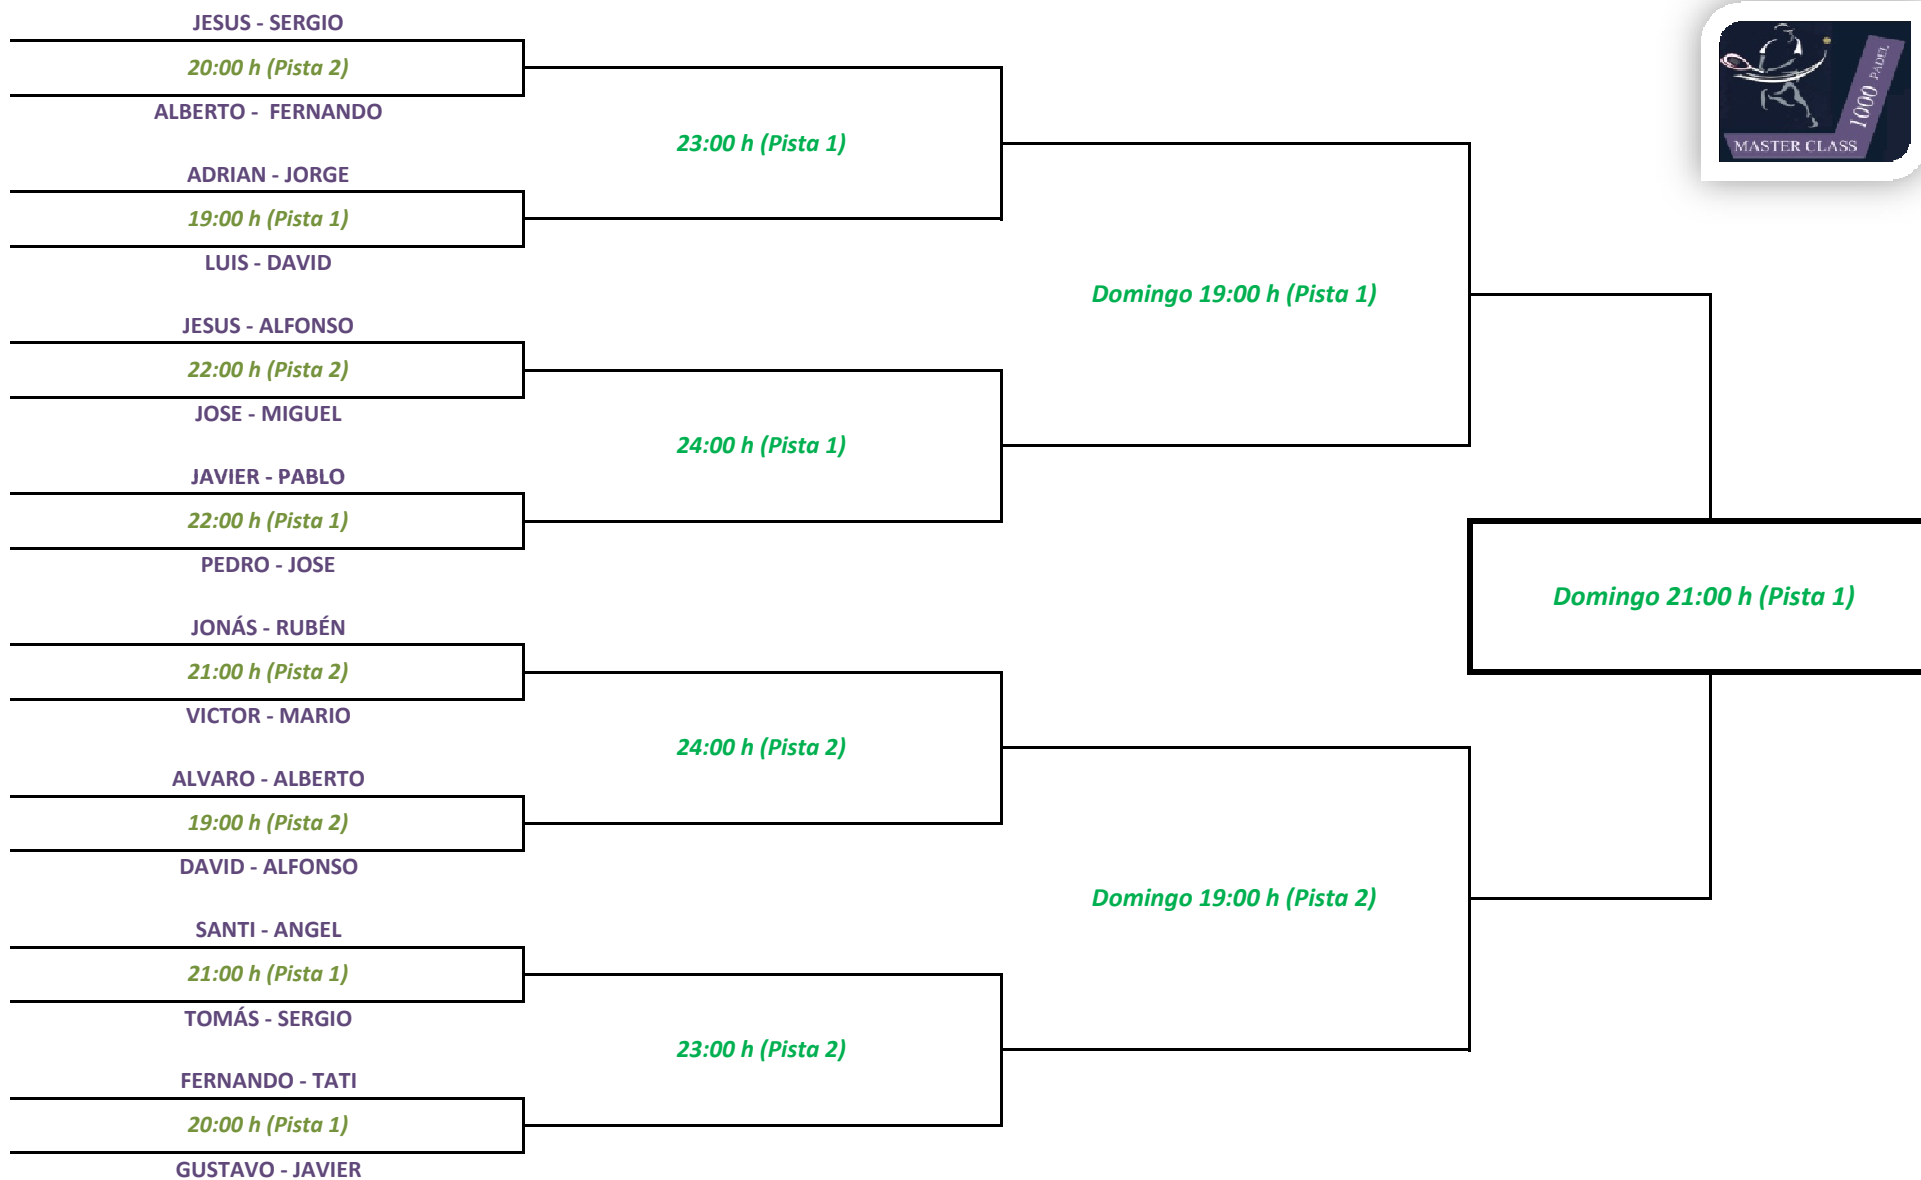 JESUS - SERGIO
20:00 h (Pista 2)
ALBERTO -  FERNANDO
23:00 h (Pista 1)
ADRIAN - JORGE
19:00 h (Pista 1)
LUIS - DAVID
Domingo 19:00 h (Pista 1)
JESUS - ALFONSO
22:00 h (Pista 2)
JOSE - MIGUEL
24:00 h (Pista 1)
JAVIER - PABLO
22:00 h (Pista 1)
PEDRO - JOSE
Domingo 21:00 h (Pista 1)
JONÁS - RUBÉN
21:00 h (Pista 2)
VICTOR - MARIO
24:00 h (Pista 2)
ALVARO - ALBERTO
19:00 h (Pista 2)
DAVID - ALFONSO
Domingo 19:00 h (Pista 2)
SANTI - ANGEL
21:00 h (Pista 1)
TOMÁS - SERGIO
23:00 h (Pista 2)
FERNANDO - TATI
20:00 h (Pista 1)
GUSTAVO - JAVIER
MASTER CLASS
1000 PADEL